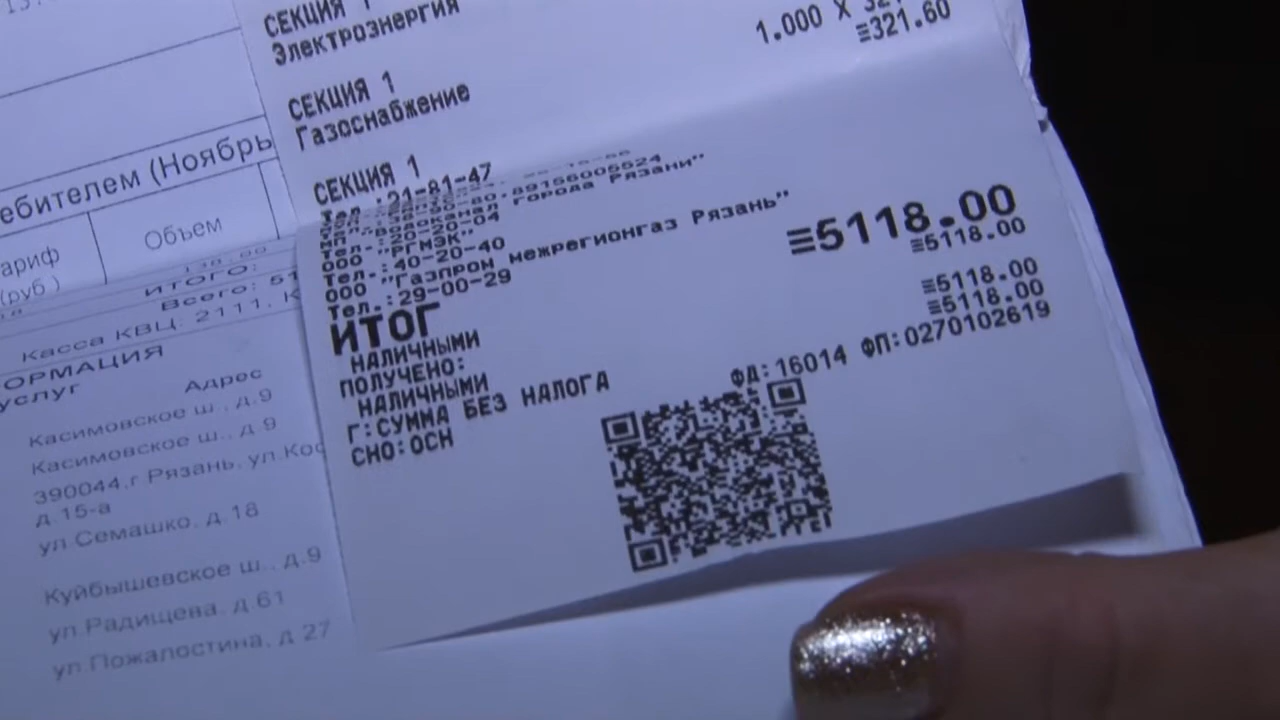 СЕКЦИЯ 1
Электроэнергия
1.000 X
≡321.60
СЕКЦИЯ 1
Газоснабжение
СЕКЦИЯ 1
Тел.:21-81-47
89156005524
города Рязани"
Тел.:20-20-04
ООО "РГМЭК"
Тел.:40-20-40
ООО "Газпром межрегионгаз Рязань"
Тел.:29-00-29
ИТОГ ≡5118.00
НАЛИЧНЫМИ ≡5118.00
ПОЛУЧЕНО:
НАЛИЧНЫМИ ≡5118.00
Г:СУММА БЕЗ НАЛОГА ≡5118.00
СНО:ОСН
ФД:16014 ФП:0270102619
ебителем (Ноябрь
ариф
(руб.)
Объем
ИТОГО:
Всего: 51
Касса КВЦ: 2111, К
ОРМАЦИЯ
услуг
Адрес
Касимовское ш., д.9
Касимовское ш., д.9
390044,г.Рязань, ул.Кос
д.15-а
ул.Семашко, д.18
Куйбышевское ш., д.9
ул.Радищева, д.61
ул.Пожалостина, д.27